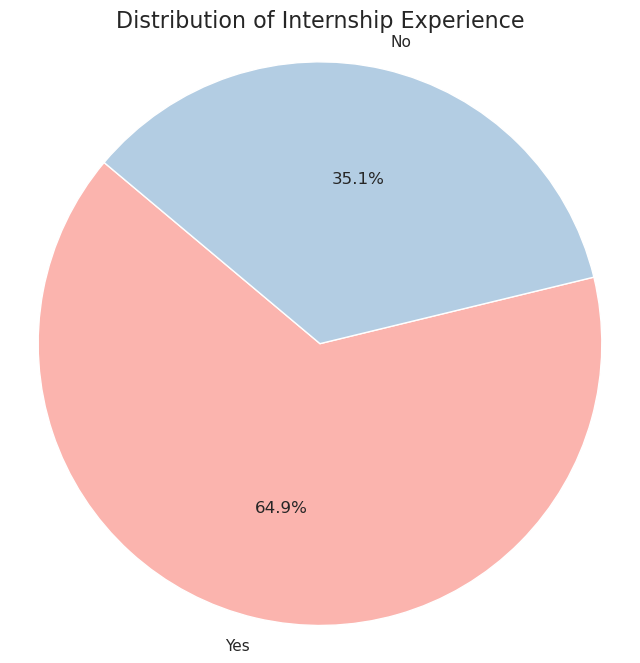 Distribution of Internship Experience
No
35.1%
64.9%
Yes